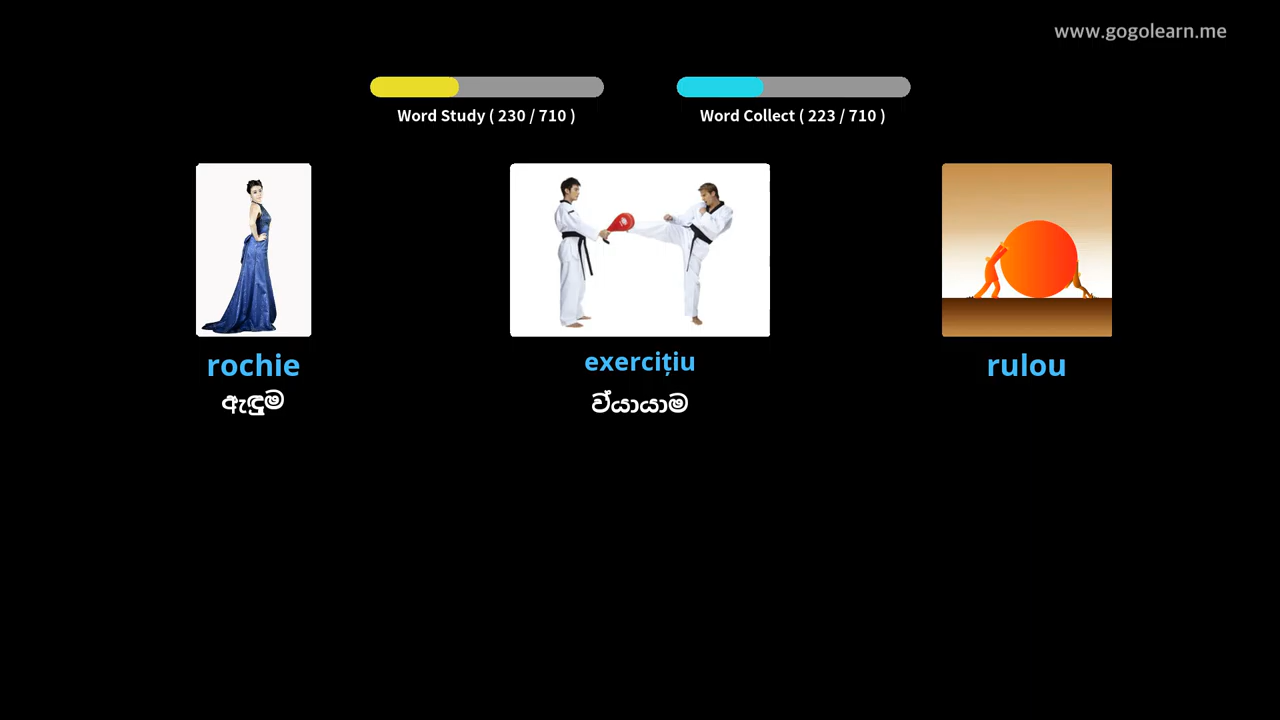 www.gogolearn.me
Word Study ( 230 / 710 )
Word Collect ( 223 / 710 )
rochie
ඇඳුම
exercițiu
ව්යායාම
rulou